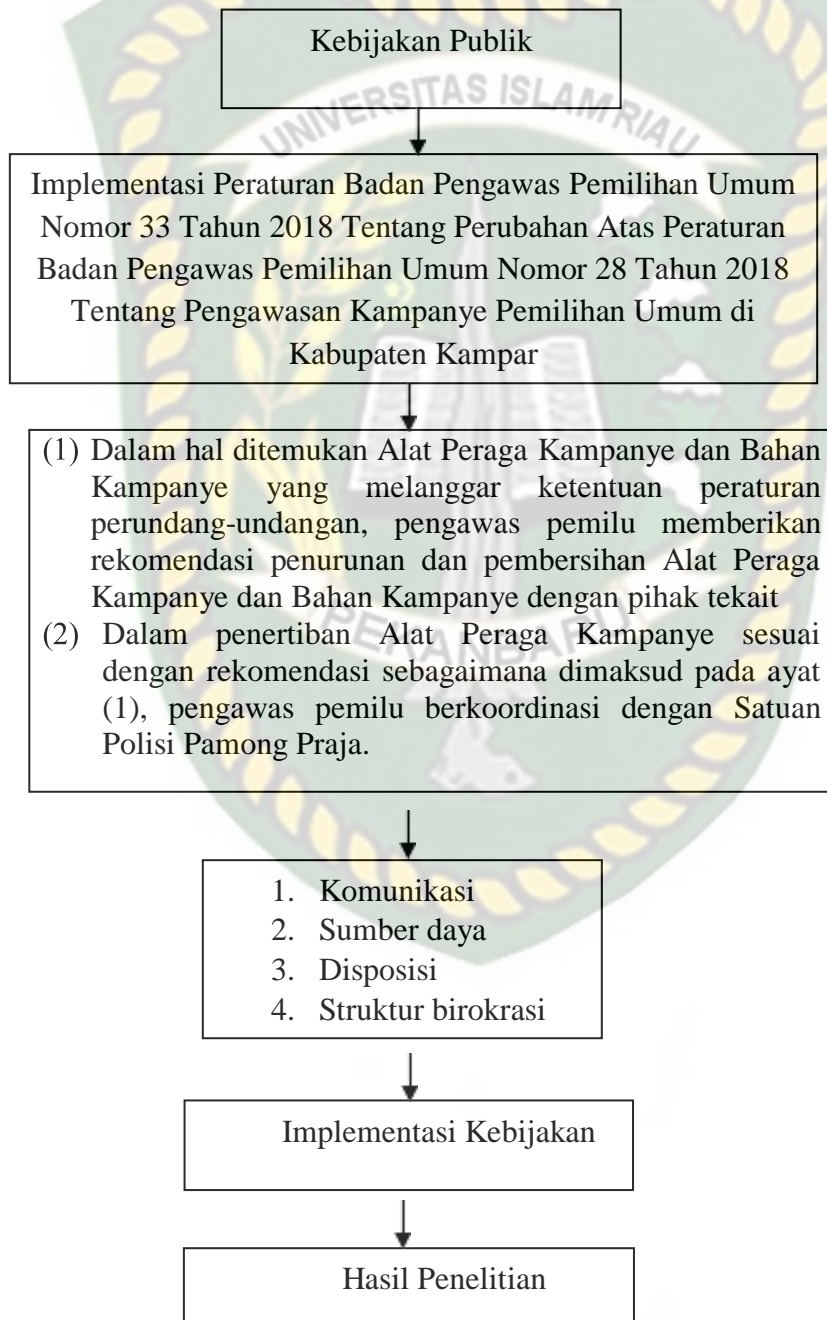 Kebijakan Publik
UNIVERSITAS ISLAM RIAU
Implementasi Peraturan Badan Pengawas Pemilihan Umum
Nomor 33 Tahun 2018 Tentang Perubahan Atas Peraturan
Badan Pengawas Pemilihan Umum Nomor 28 Tahun 2018
Tentang Pengawasan Kampanye Pemilihan Umum di
Kabupaten Kampar
(1) Dalam hal ditemukan Alat Peraga Kampanye dan Bahan
Kampanye yang melanggar ketentuan peraturan
perundang-undangan, pengawas pemilu memberikan
rekomendasi penurunan dan pembersihan Alat Peraga
Kampanye dan Bahan Kampanye dengan pihak tekait
(2) Dalam penertiban Alat Peraga Kampanye sesuai
dengan rekomendasi sebagaimana dimaksud pada ayat
(1), pengawas pemilu berkoordinasi dengan Satuan
Polisi Pamong Praja.
PEKANBARU
1. Komunikasi
2. Sumber daya
3. Disposisi
4. Struktur birokrasi
Implementasi Kebijakan
Hasil Penelitian